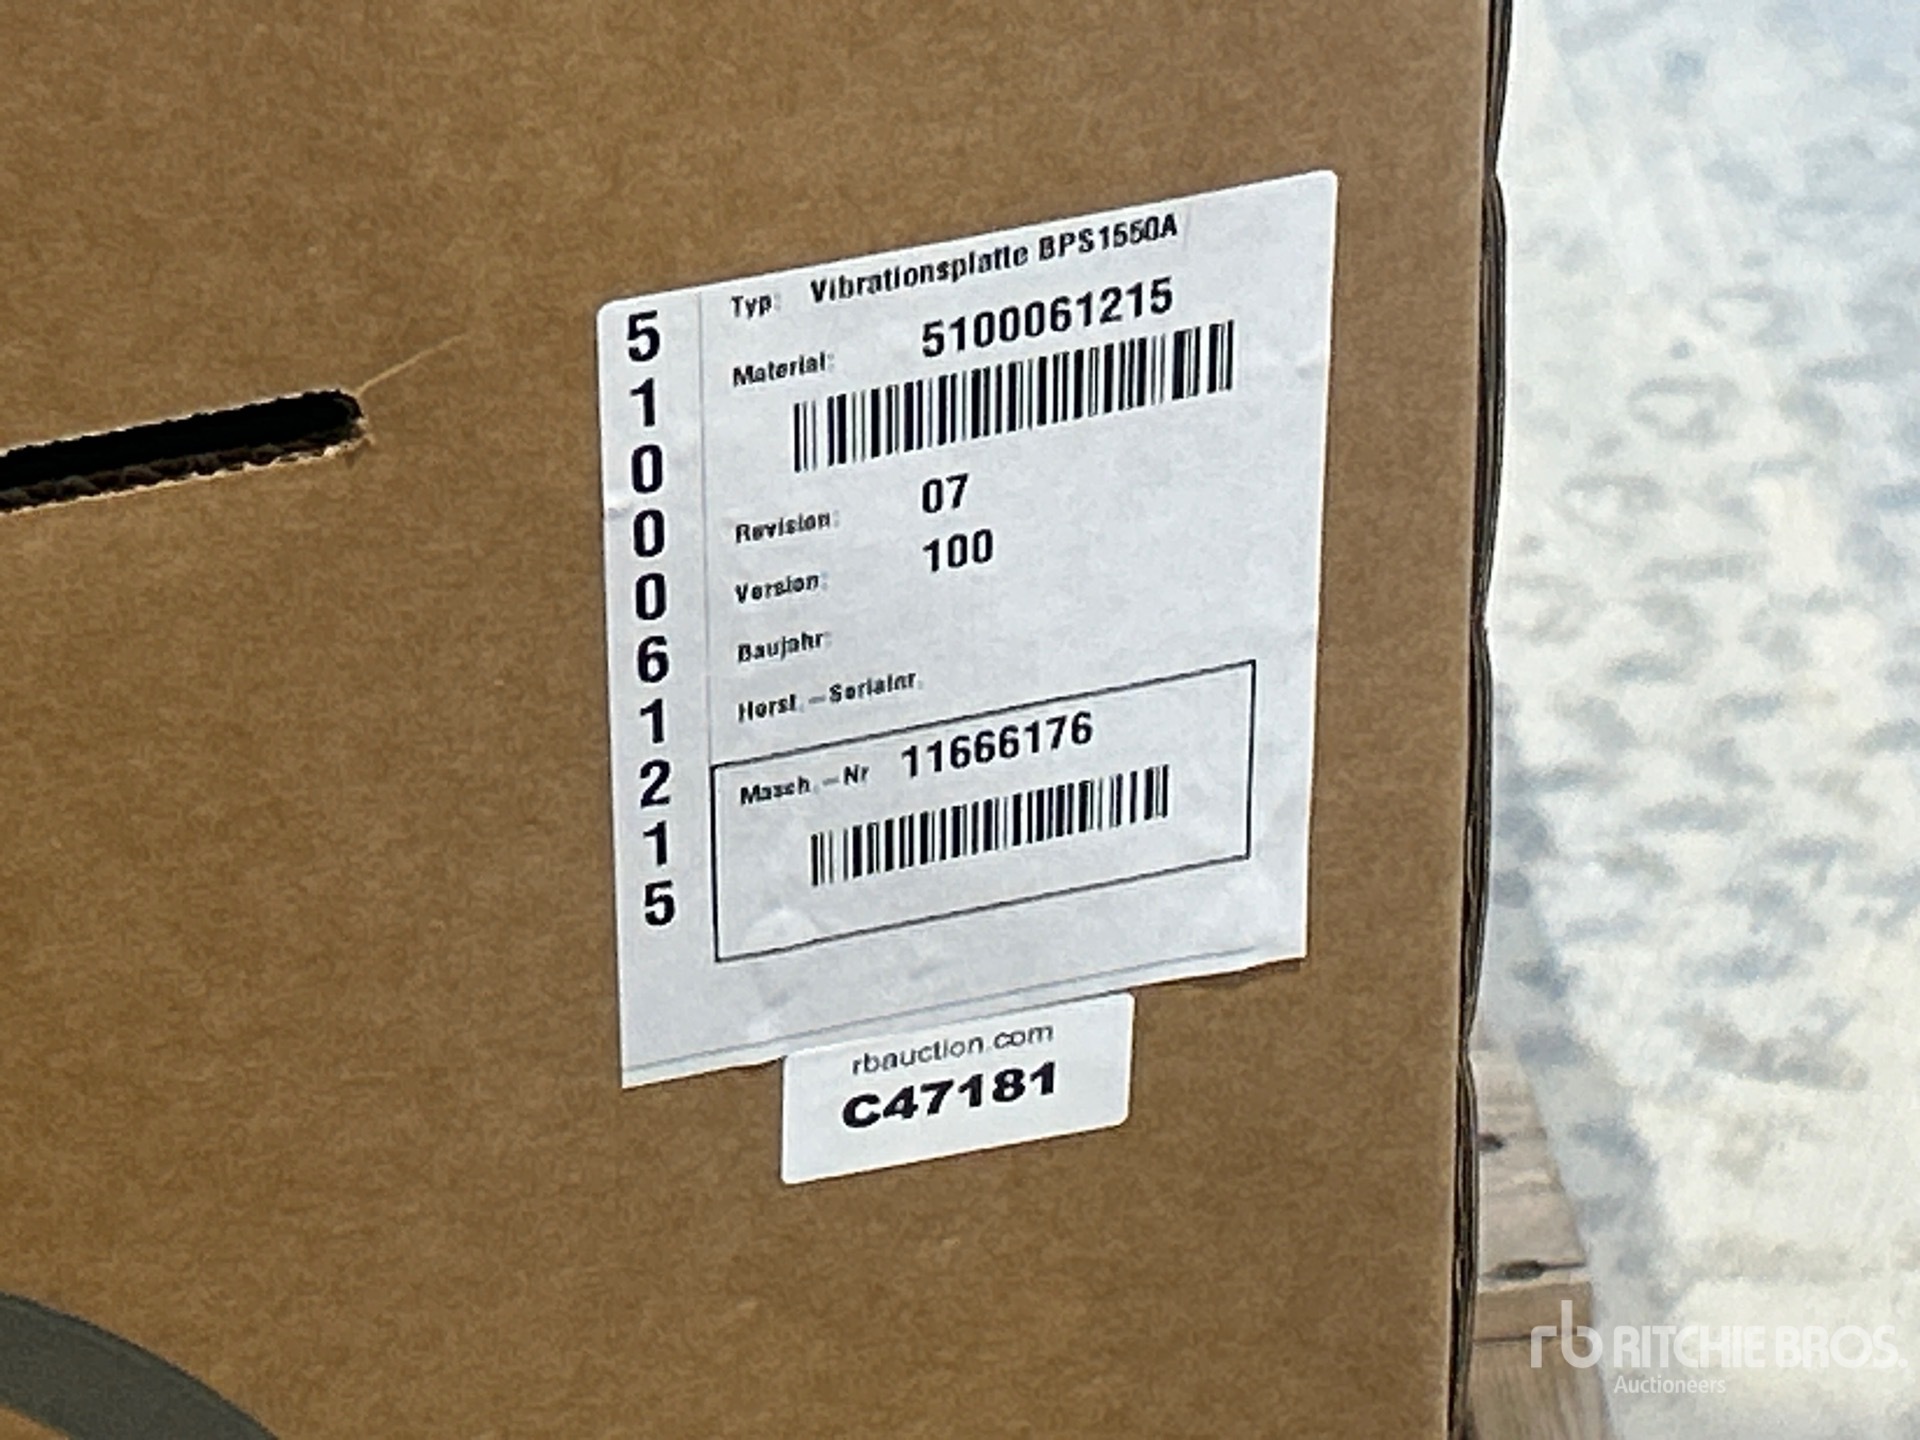 5100061215
Typ: Vibrationsplatte BPS1550A
Material: 5100061215
Revision: 07
Version: 100
Baujahr:
Herst.-Serialnr.
Masch.-Nr 11666176
rbauction.com
C47181
rb RITCHIE BROS.
Auctioneers